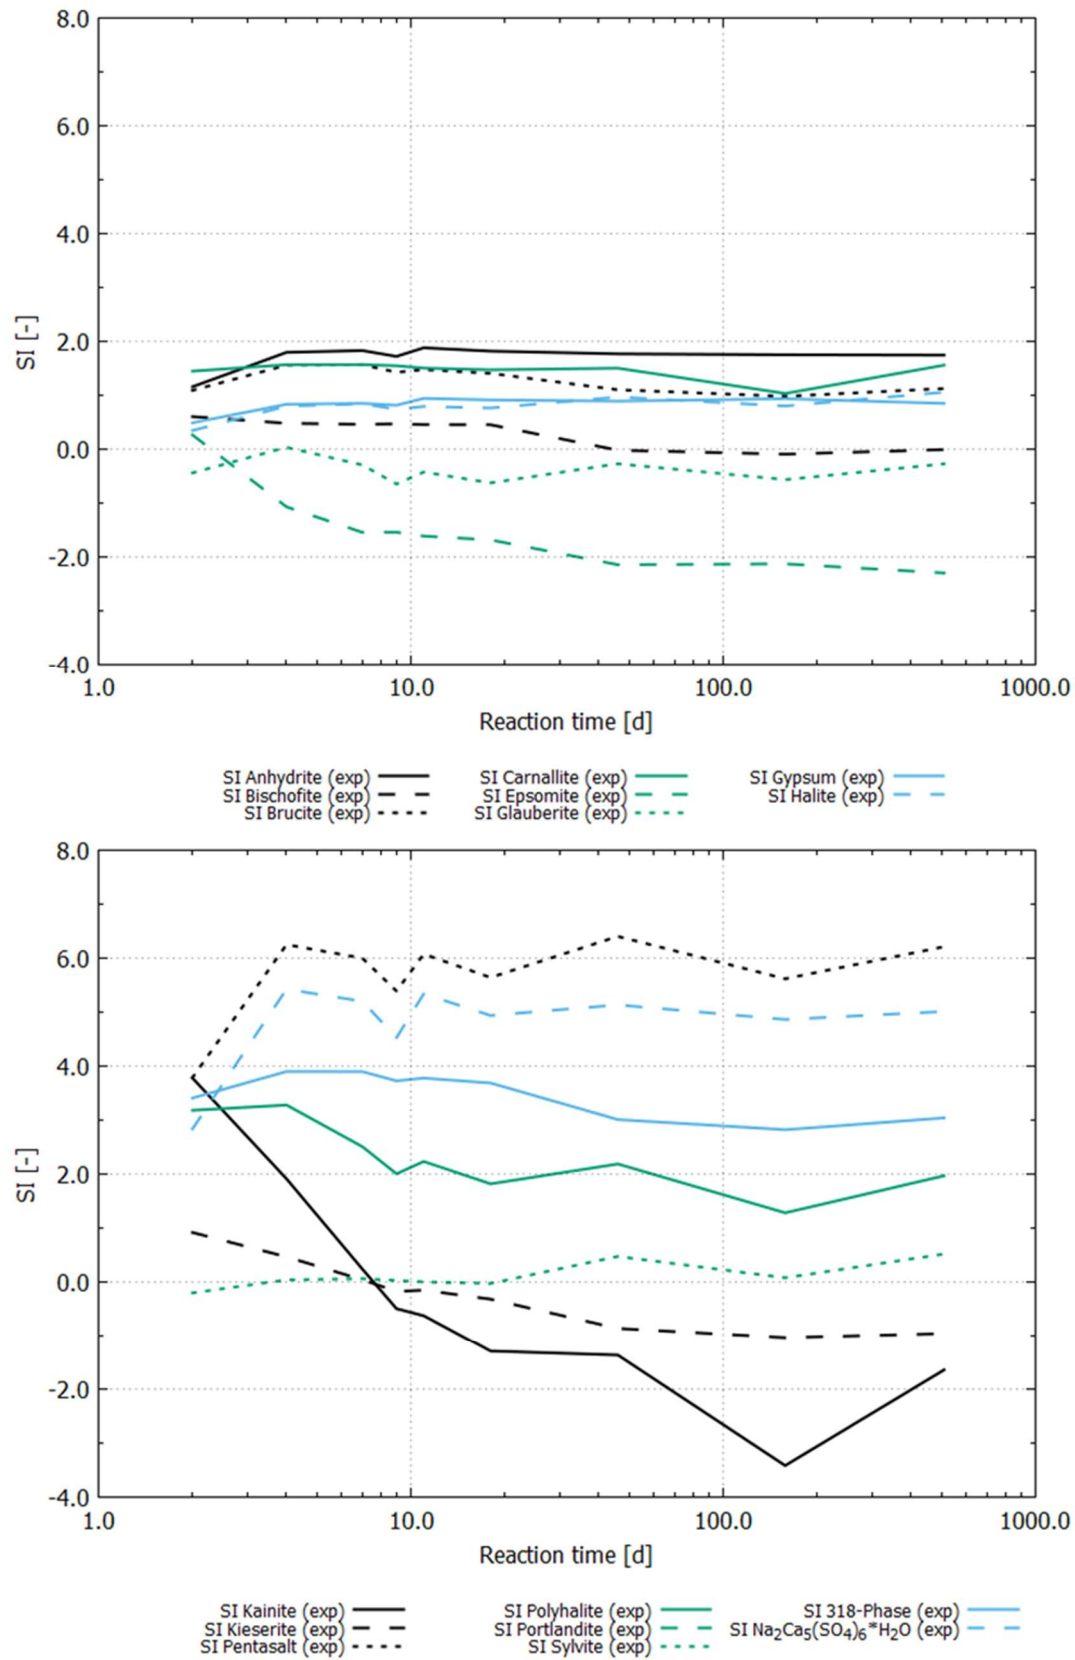 8.0
6.0
4.0
2.0
0.0
-2.0
-4.0
SI [-]
1.0 10.0 100.0 1000.0
Reaction time [d]
SI Anhydrite (exp) SI Carnallite (exp) SI Gypsum (exp)
SI Bischofite (exp) SI Epsomite (exp) SI Halite (exp)
SI Brucite (exp) SI Glauberite (exp)
8.0
6.0
4.0
2.0
0.0
-2.0
-4.0
SI [-]
1.0 10.0 100.0 1000.0
Reaction time [d]
SI Kainite (exp) SI Polyhalite (exp) SI 318-Phase (exp)
SI Kieserite (exp) SI Portlandite (exp) SI Na₂Ca₅(SO₄)₆*H₂O (exp)
SI Pentasalt (exp) SI Sylvite (exp)